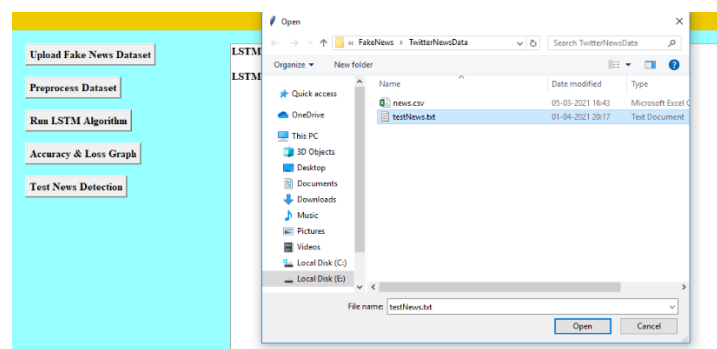 Open
« FakeNews › TwitterNewsData
Search TwitterNewsData
Upload Fake News Dataset
LSTM
Organize
New folder
LSTM
Name
Date modified
Type
Preprocess Dataset
Quick access
news.csv
05-03-2021 16:43
Microsoft Excel C
OneDrive
testNews.txt
01-04-2021 20:17
Text Document
Run LSTM Algorithm
This PC
3D Objects
Accuracy & Loss Graph
Desktop
Documents
Test News Detection
Downloads
Music
Pictures
Videos
Local Disk (C:)
Local Disk (E:)
File name:
testNews.txt
Open
Cancel